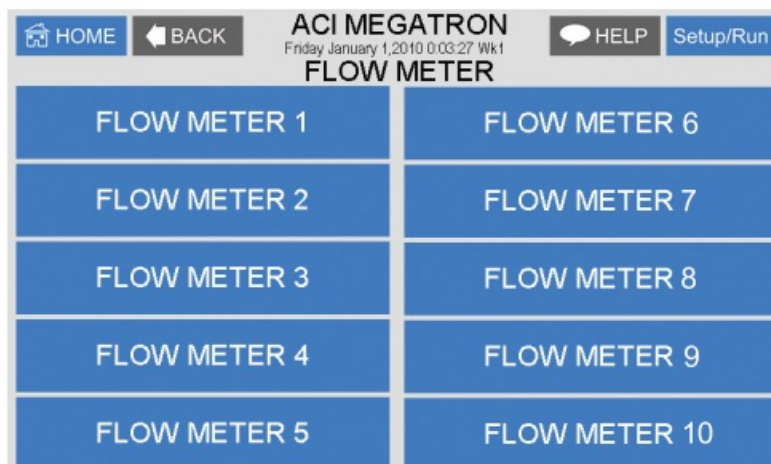 HOME BACK ACI MEGATRON HELP Setup/Run
Friday January 1,2010 0:03:27 Wk1
FLOW METER
FLOW METER 1
FLOW METER 2
FLOW METER 3
FLOW METER 4
FLOW METER 5
FLOW METER 6
FLOW METER 7
FLOW METER 8
FLOW METER 9
FLOW METER 10